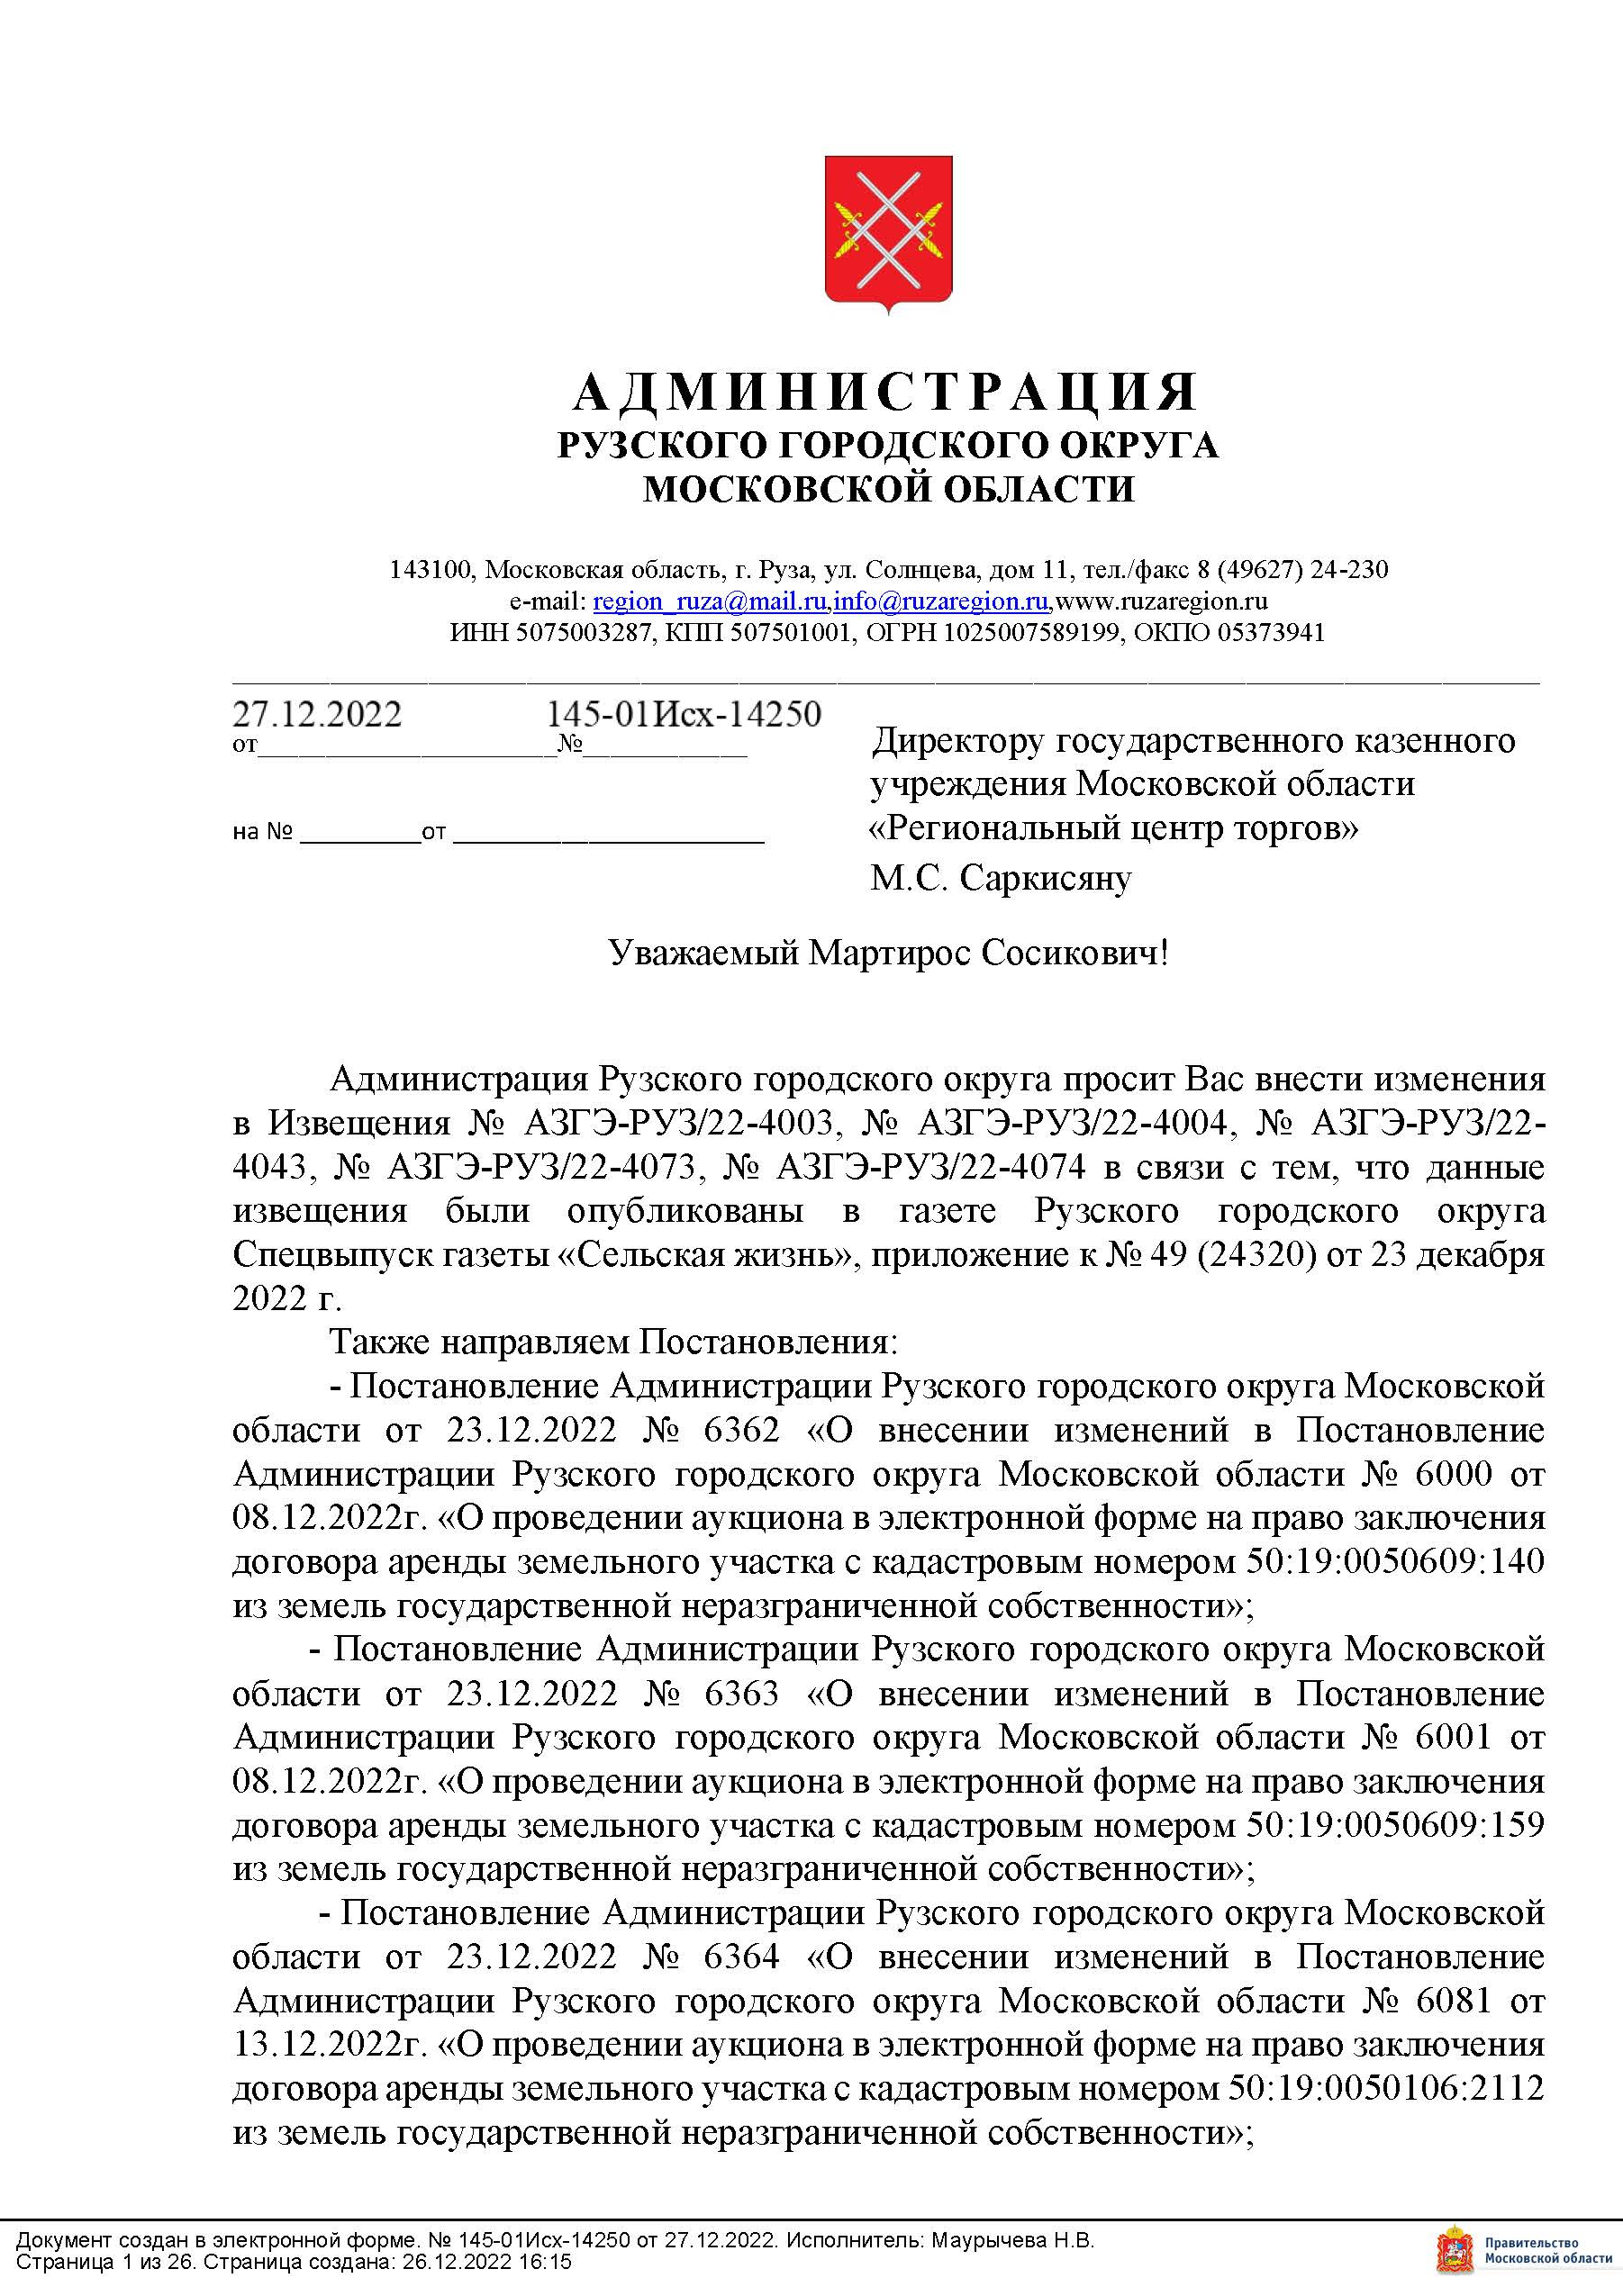 АДМИНИСТРАЦИЯ
РУЗСКОГО ГОРОДСКОГО ОКРУГА
МОСКОВСКОЙ ОБЛАСТИ
143100, Московская область, г. Руза, ул. Солнцева, дом 11, тел./факс 8 (49627) 24-230
e-mail: region_ruza@mail.ru,info@ruzaregion.ru,www.ruzaregion.ru
ИНН 5075003287, КПП 507501001, ОГРН 1025007589199, ОКПО 05373941
27.12.2022 145-01Исх-14250
от______________________№____________
на № _________от _______________________
Директору государственного казенного
учреждения Московской области
«Региональный центр торгов»
М.С. Саркисяну
Уважаемый Мартирос Сосикович!
Администрация Рузского городского округа просит Вас внести изменения
в Извещения № АЗГЭ-РУЗ/22-4003, № АЗГЭ-РУЗ/22-4004, № АЗГЭ-РУЗ/22-
4043, № АЗГЭ-РУЗ/22-4073, № АЗГЭ-РУЗ/22-4074 в связи с тем, что данные
извещения были опубликованы в газете Рузского городского округа
Спецвыпуск газеты «Сельская жизнь», приложение к № 49 (24320) от 23 декабря
2022 г.
Также направляем Постановления:
- Постановление Администрации Рузского городского округа Московской
области от 23.12.2022 № 6362 «О внесении изменений в Постановление
Администрации Рузского городского округа Московской области № 6000 от
08.12.2022г. «О проведении аукциона в электронной форме на право заключения
договора аренды земельного участка с кадастровым номером 50:19:0050609:140
из земель государственной неразграниченной собственности»;
- Постановление Администрации Рузского городского округа Московской
области от 23.12.2022 № 6363 «О внесении изменений в Постановление
Администрации Рузского городского округа Московской области № 6001 от
08.12.2022г. «О проведении аукциона в электронной форме на право заключения
договора аренды земельного участка с кадастровым номером 50:19:0050609:159
из земель государственной неразграниченной собственности»;
- Постановление Администрации Рузского городского округа Московской
области от 23.12.2022 № 6364 «О внесении изменений в Постановление
Администрации Рузского городского округа Московской области № 6081 от
13.12.2022г. «О проведении аукциона в электронной форме на право заключения
договора аренды земельного участка с кадастровым номером 50:19:0050106:2112
из земель государственной неразграниченной собственности»;
Документ создан в электронной форме. № 145-01Исх-14250 от 27.12.2022. Исполнитель: Маурычева Н.В.
Страница 1 из 26. Страница создана: 26.12.2022 16:15
Правительство
Московской области